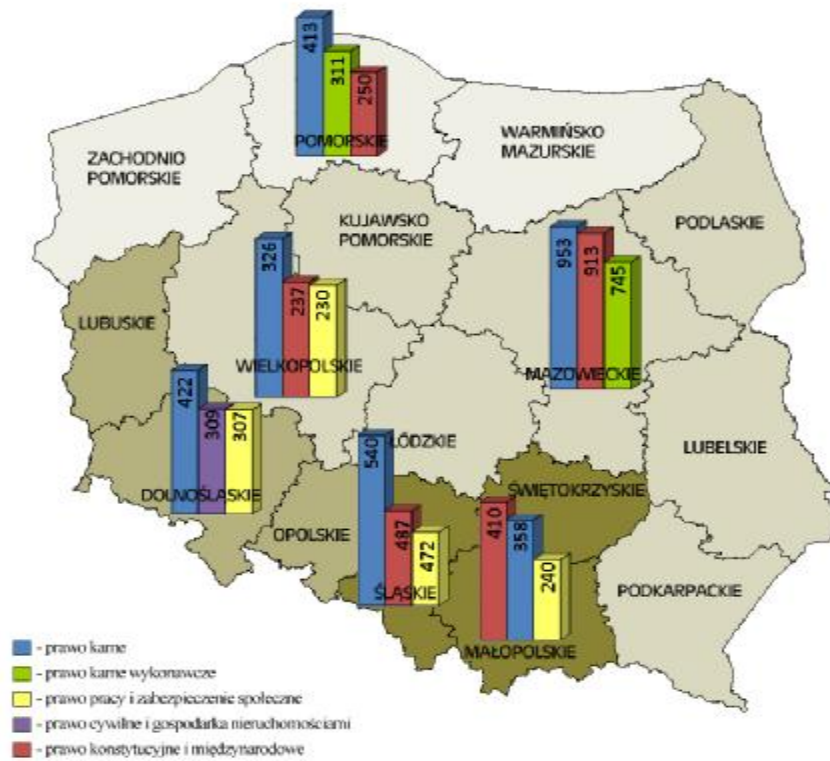 413
311
250
POMORSKIE
WARMIŃSKO
MAZURSKIE
ZACHODNIO
POMORSKIE
KUJAWSKO
POMORSKIE
PODLASKIE
326
237
230
WIELKOPOLSKIE
953
913
745
MAZOWIECKIE
LUBUSKIE
422
309
307
DOLNOŚLĄSKIE
ŁÓDZKIE
LUBELSKIE
540
487
472
ŚLĄSKIE
OPOLSKIE
ŚWIĘTOKRZYSKIE
410
358
240
MAŁOPOLSKIE
PODKARPACKIE
- prawo karne
- prawo karne wykonawcze
- prawo pracy i zabezpieczenie społeczne
- prawo cywilne i gospodarka nieruchomościami
- prawo konstytucyjne i międzynarodowe